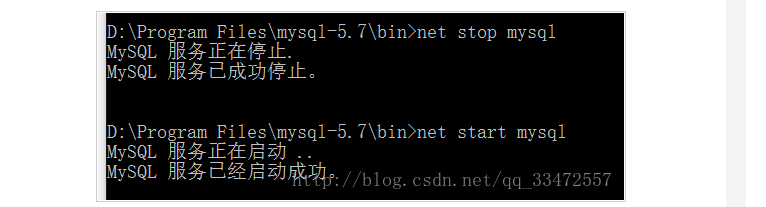 D:\Program Files\mysql-5.7\bin>net stop mysql
MySQL 服务正在停止.
MySQL 服务已成功停止。
D:\Program Files\mysql-5.7\bin>net start mysql
MySQL 服务正在启动 ..
MySQL 服务已经启动成功。
http://blog.csdn.net/qq_33472557